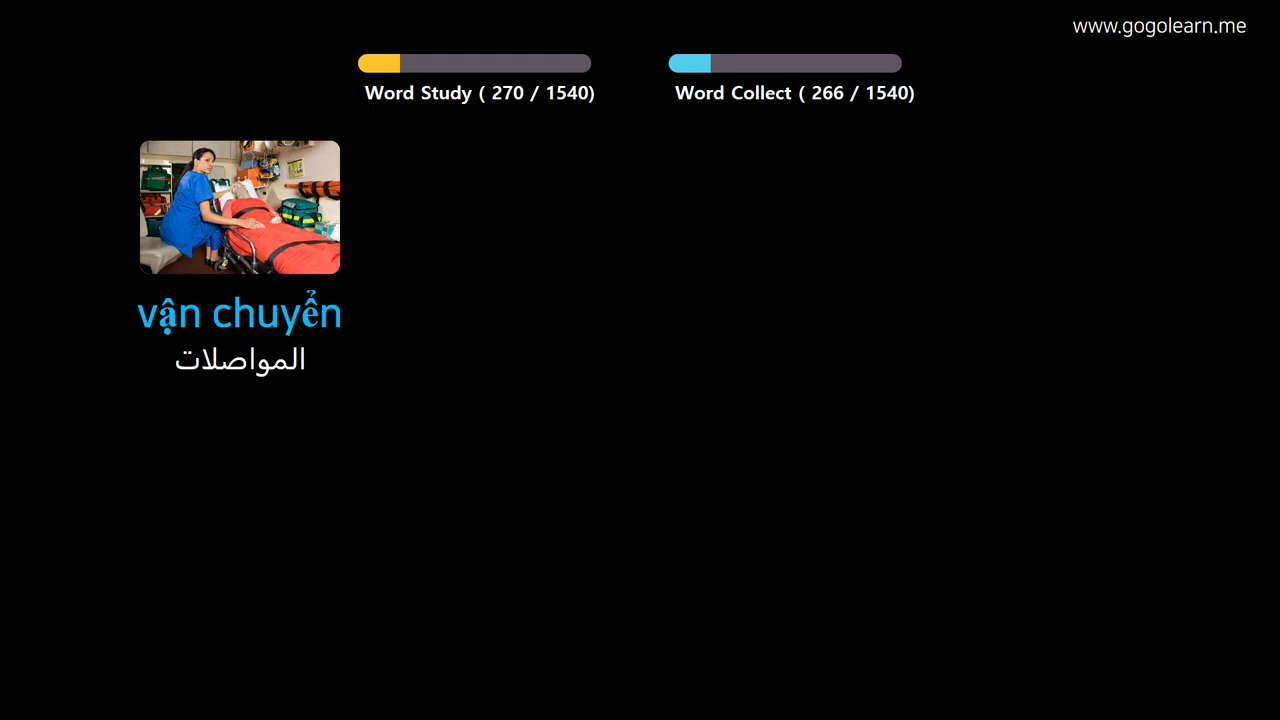 www.gogolearn.me
Word Study ( 270 / 1540)
Word Collect ( 266 / 1540)
vận chuyển
المواصلات